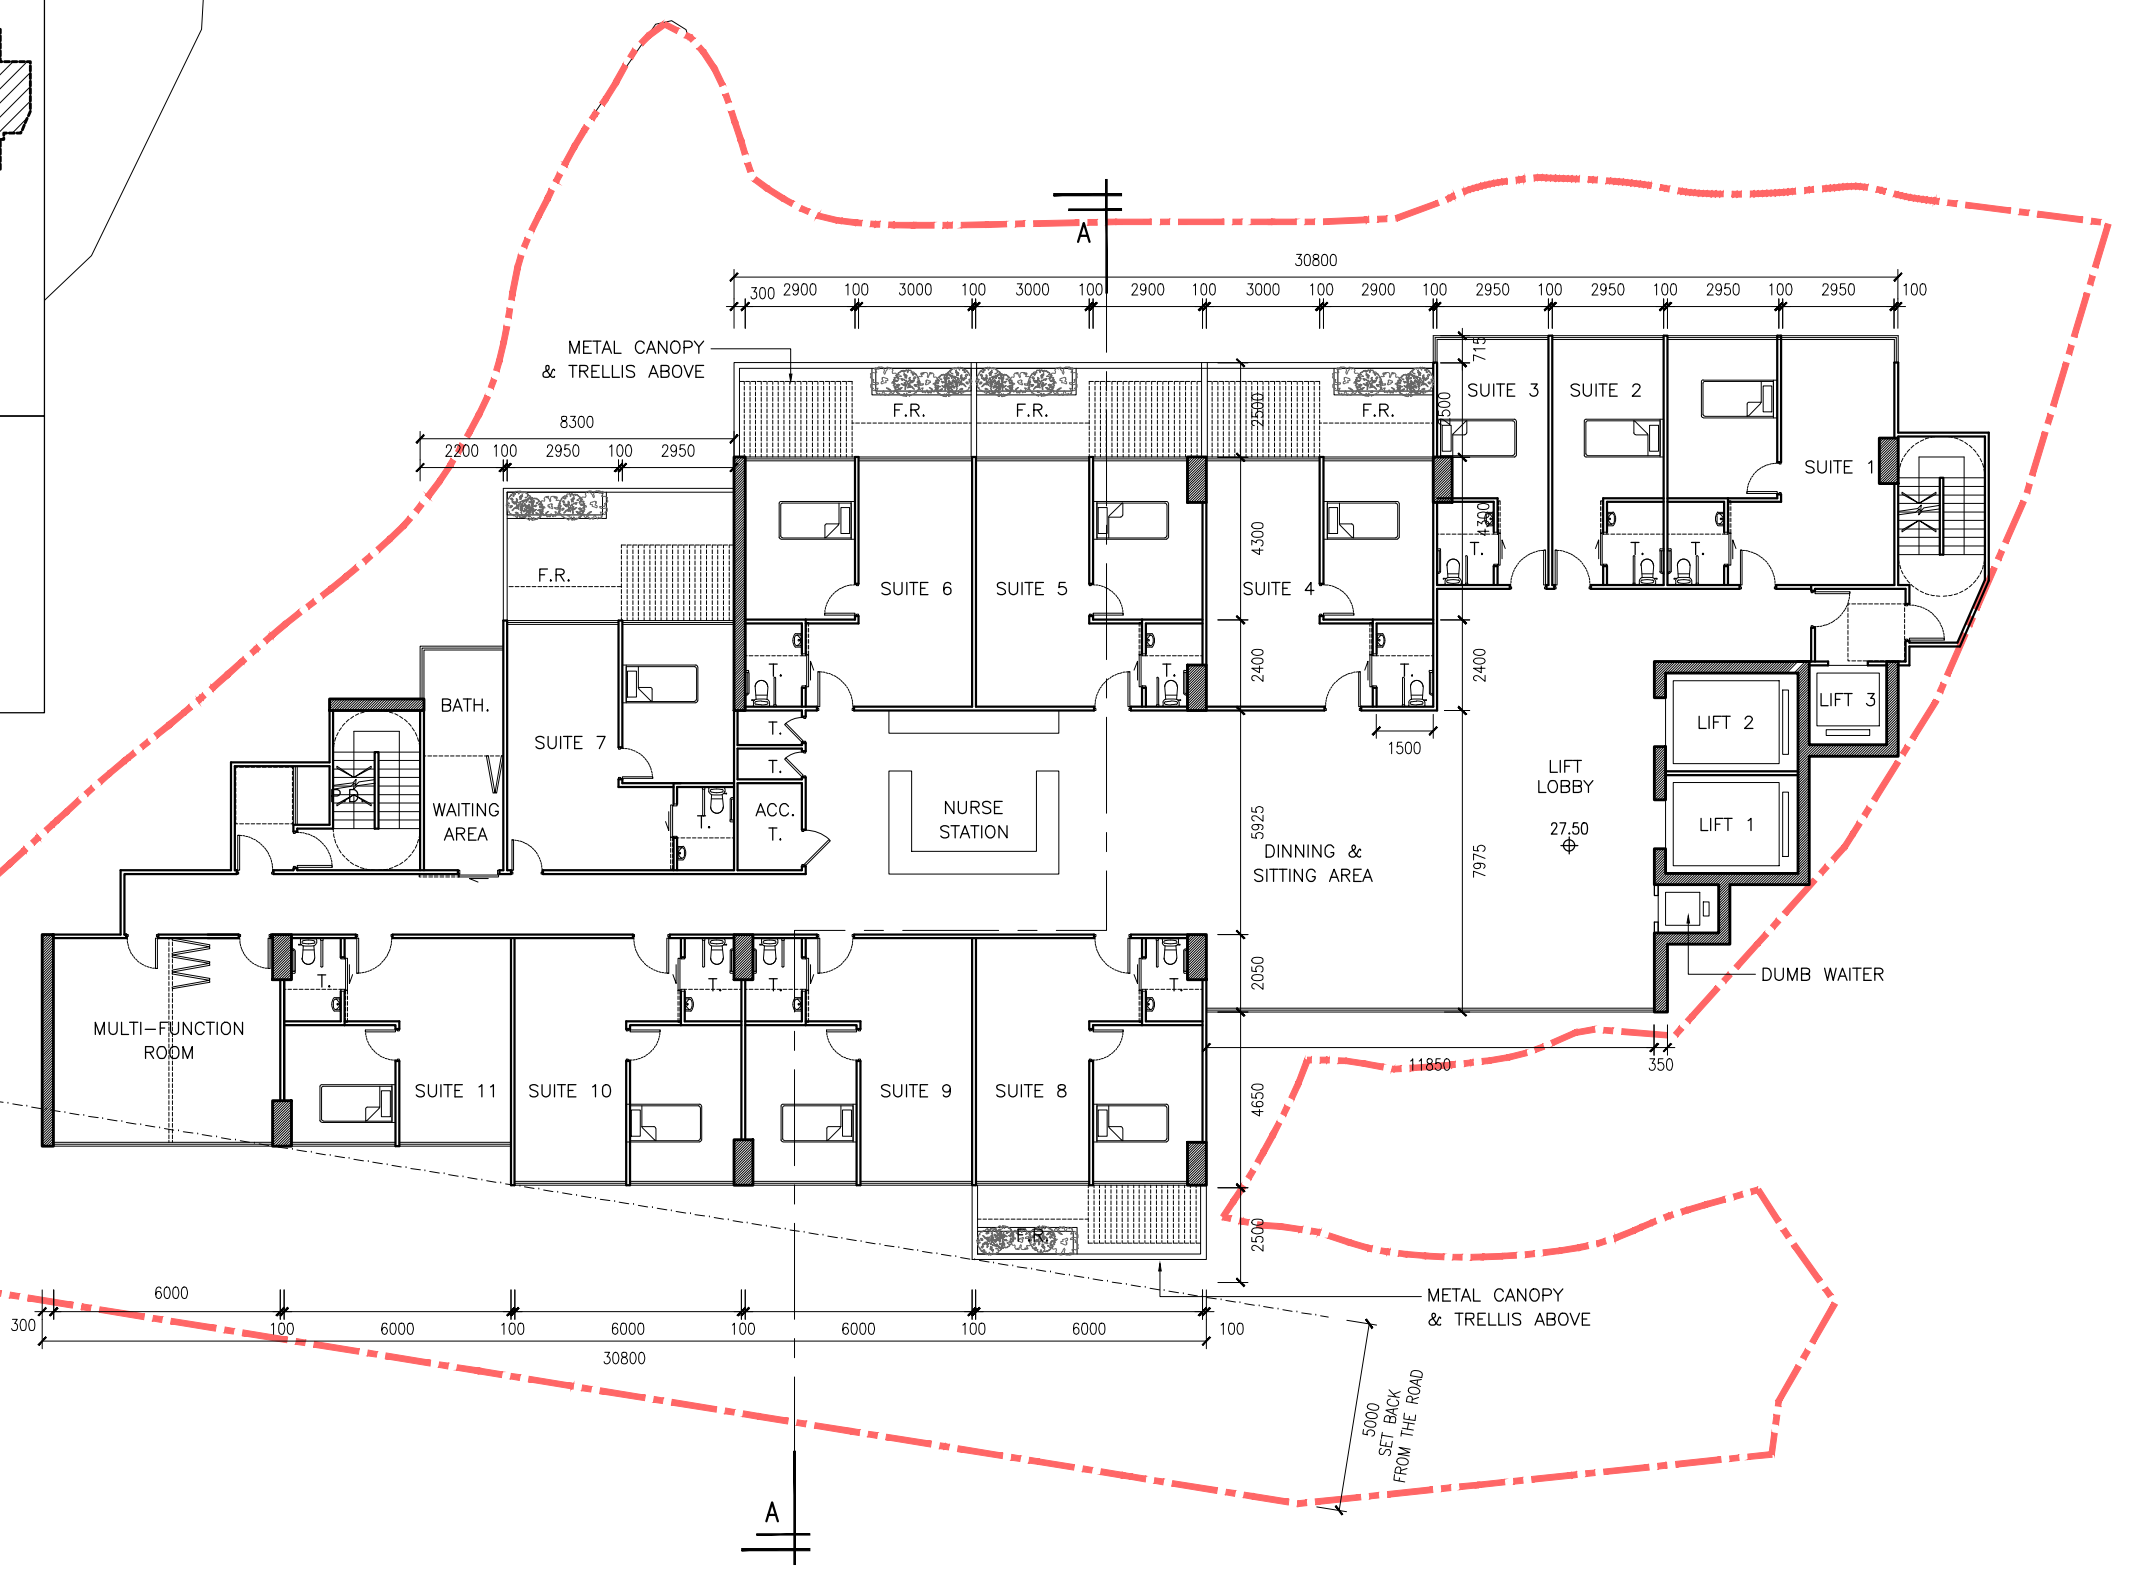 A
30800
300 2900 100 3000 100 3000 100 2900 100 3000 100 2900 100 2950 100 2950 100 2950 100 2950 100
METAL CANOPY
& TRELLIS ABOVE
715
SUITE 3
SUITE 2
F.R.
F.R.
F.R.
2500
2500
8300
2200 100 2950 100 2950
SUITE 1
4300
4300
T.
T.
T.
F.R.
SUITE 6
SUITE 5
SUITE 4
2400
2400
T.
T.
T.
BATH.
LIFT 3
LIFT 2
T.
SUITE 7
1500
T.
LIFT
LOBBY
WAITING
AREA
T.
ACC.
T.
NURSE
STATION
5925
27.50
LIFT 1
DINNING &
SITTING AREA
7975
2050
DUMB WAITER
T.
T.
T.
T.
MULTI-FUNCTION
ROOM
11850
350
SUITE 11
SUITE 10
SUITE 9
SUITE 8
4650
2500
F.R.
METAL CANOPY
& TRELLIS ABOVE
6000
300
100 6000 100 6000 100 6000 100 6000 100
30800
5000
SET BACK
FROM THE ROAD
A